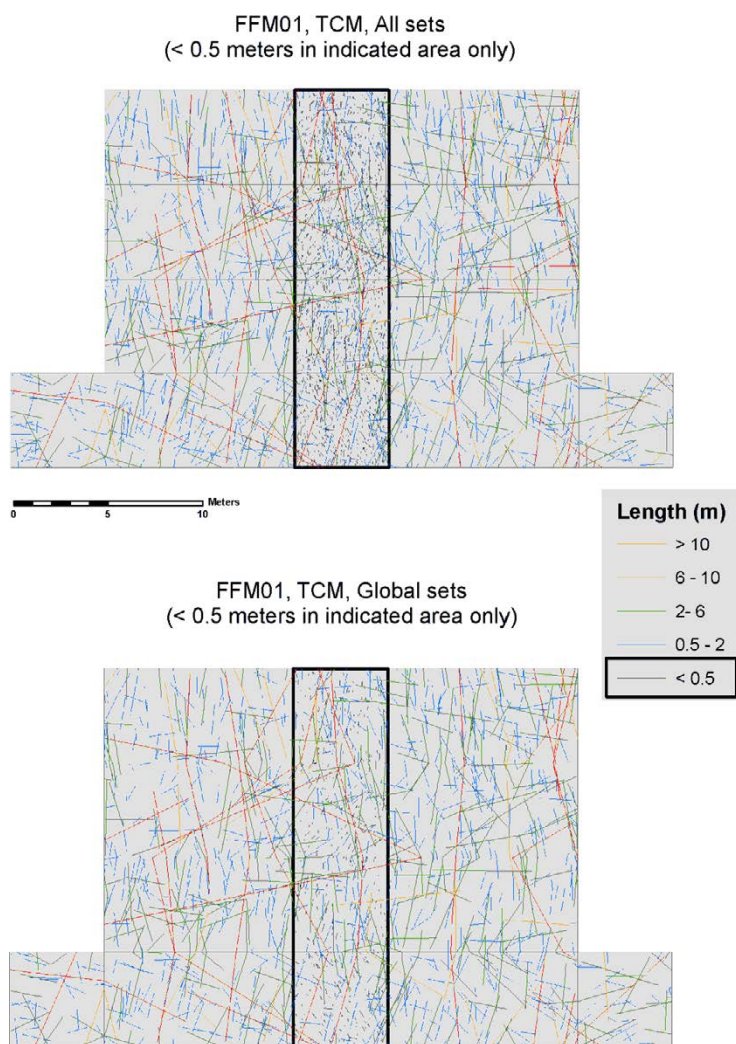 FFM01, TCM, All sets
(< 0.5 meters in indicated area only)
Meters
0 5 10
Length (m)
> 10
6 - 10
2- 6
0.5 - 2
< 0.5
FFM01, TCM, Global sets
(< 0.5 meters in indicated area only)